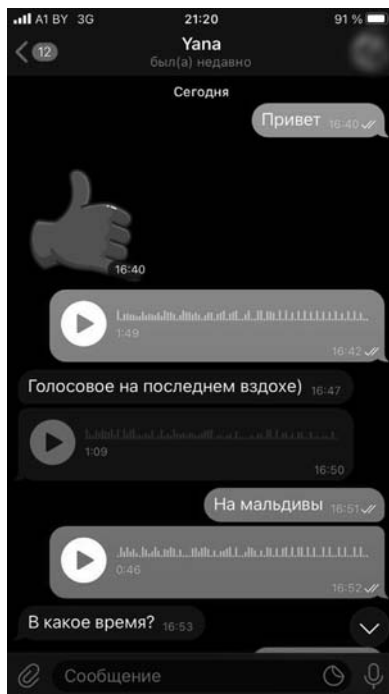 A1 BY 3G 21:20 91 %
12 Yana
был(а) недавно
Сегодня
Привет 16:40
16:40
1:49
16:42
Голосовое на последнем вздохе) 16:47
1:09
16:50
На мальдивы 16:51
0:46
16:52
В какое время? 16:53
Сообщение